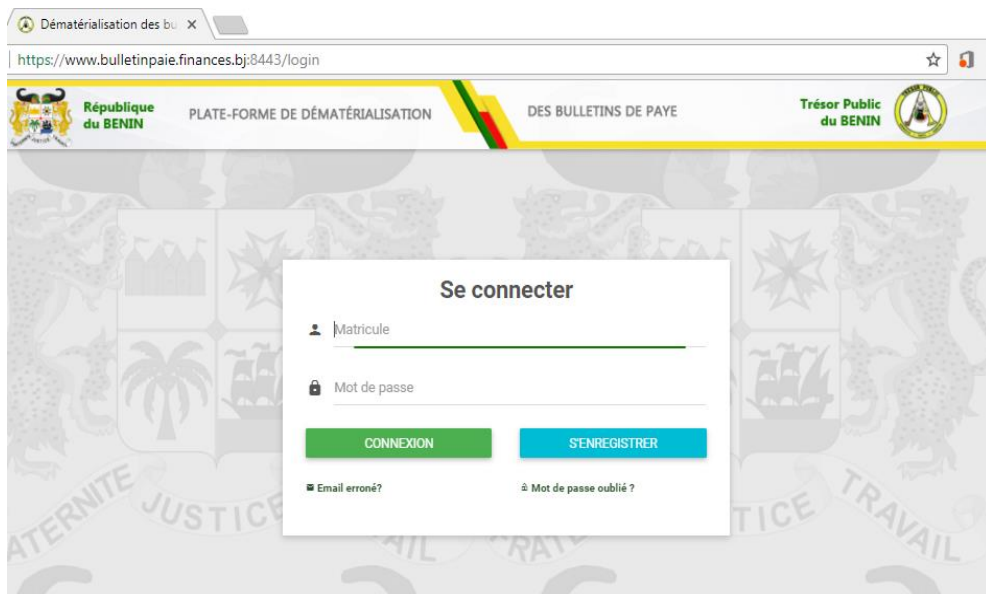 Dématérialisation des bu
https://www.bulletinpaie.finances.bj:8443/login
République
du BENIN
PLATE-FORME DE DÉMATÉRIALISATION
DES BULLETINS DE PAYE
Trésor Public
du BENIN
Se connecter
Matricule
Mot de passe
CONNEXION
S'ENREGISTRER
Email erroné?
Mot de passe oublié ?
JUSTICE
TRAVAIL